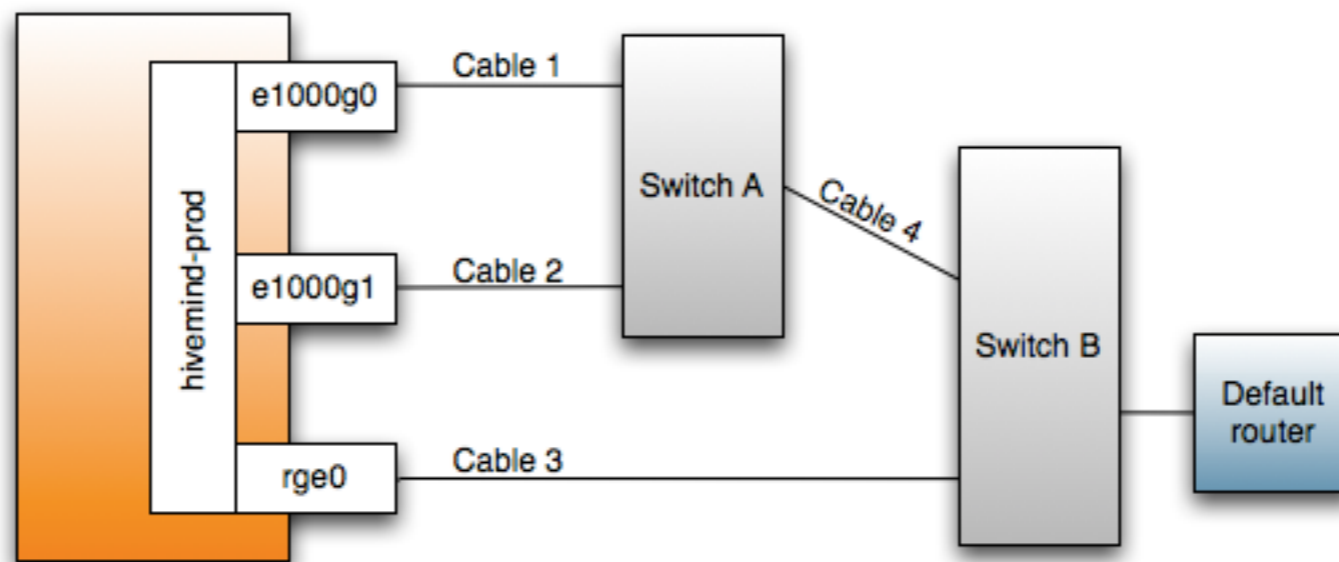 hivemind-prod
e1000g0
e1000g1
rge0
Cable 1
Cable 2
Cable 3
Switch A
Cable 4
Switch B
Default
router